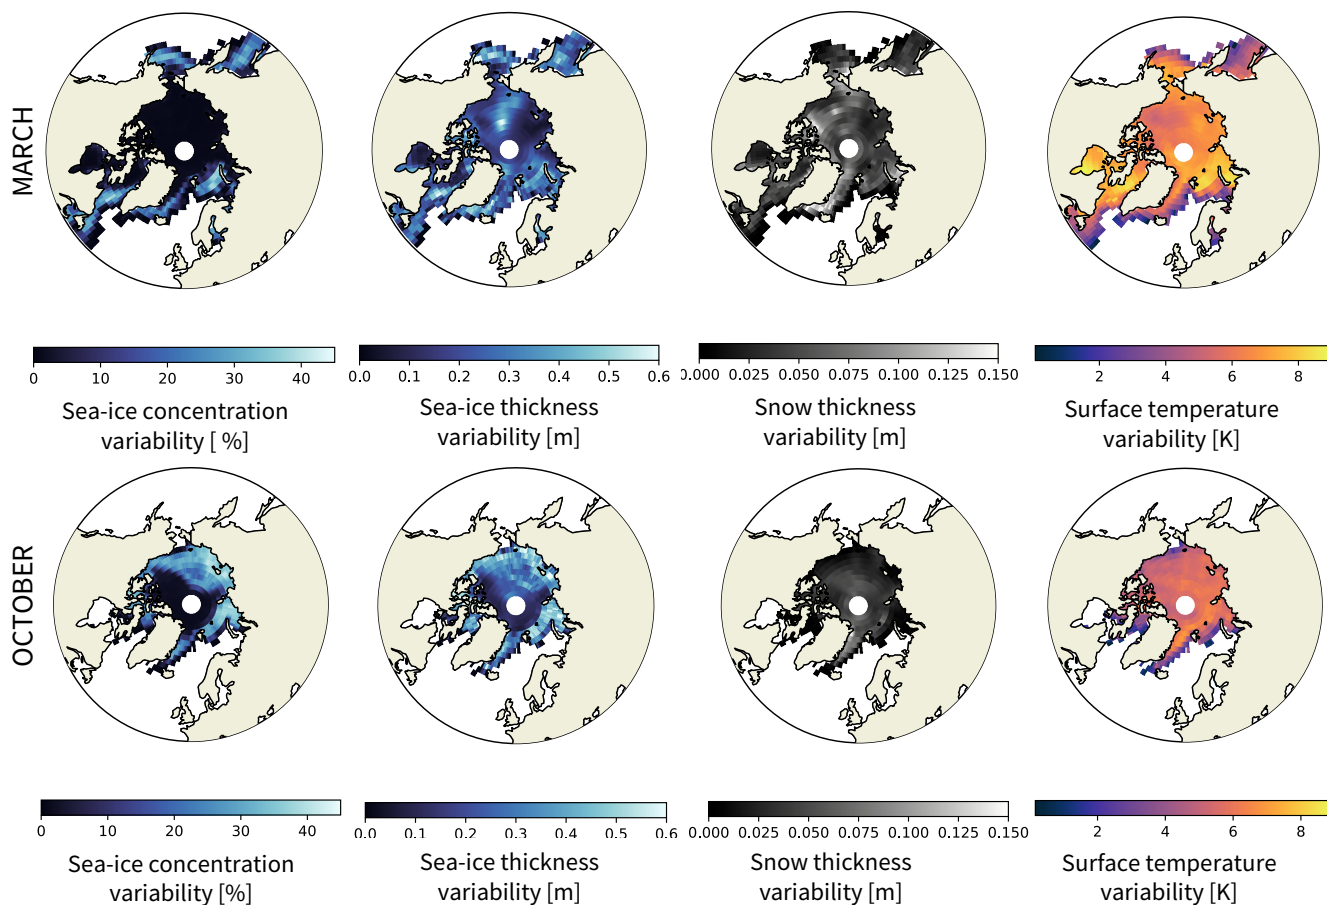 MARCH
0 10 20 30 40
Sea-ice concentration
variability [ %]
0.0 0.1 0.2 0.3 0.4 0.5 0.6
Sea-ice thickness
variability [m]
0.000 0.025 0.050 0.075 0.100 0.125 0.150
Snow thickness
variability [m]
2 4 6 8
Surface temperature
variability [K]
OCTOBER
0 10 20 30 40
Sea-ice concentration
variability [%]
0.0 0.1 0.2 0.3 0.4 0.5 0.6
Sea-ice thickness
variability [m]
0.000 0.025 0.050 0.075 0.100 0.125 0.150
Snow thickness
variability [m]
2 4 6 8
Surface temperature
variability [K]